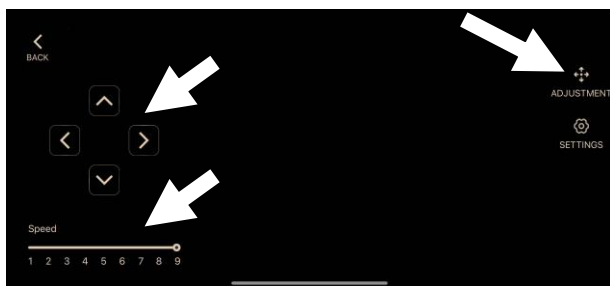 BACK
ADJUSTMENT
SETTINGS
Speed
1 2 3 4 5 6 7 8 9